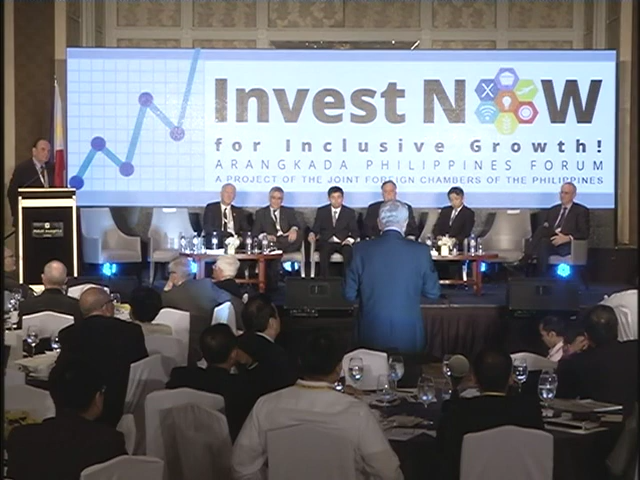 Invest NOW
for Inclusive Growth!
ARANGKADA PHILIPPINES FORUM
A PROJECT OF THE JOINT FOREIGN CHAMBERS OF THE PHILIPPINES